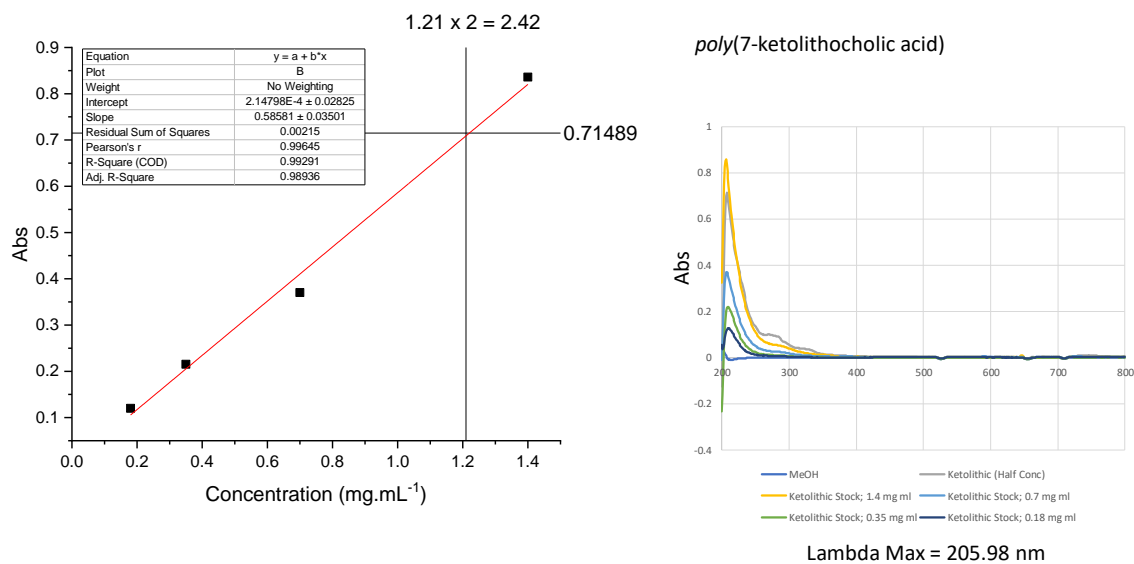 1.21 x 2 = 2.42
0.9
0.8
0.7
0.6
0.5
0.4
0.3
0.2
0.1
Abs
Equation y = a + b*x
Plot B
Weight No Weighting
Intercept 2.14798E-4 ± 0.02825
Slope 0.58581 ± 0.03501
Residual Sum of Squares 0.00215
Pearson's r 0.99645
R-Square (COD) 0.99291
Adj. R-Square 0.98936
0.71489
0.0 0.2 0.4 0.6 0.8 1.0 1.2 1.4
Concentration (mg.mL-1)
poly(7-ketolithocholic acid)
1
0.8
0.6
0.4
0.2
0
-0.2
-0.4
Abs
200 300 400 500 600 700 800
MeOH Ketolithic (Half Conc)
Ketolithic Stock; 1.4 mg ml Ketolithic Stock; 0.7 mg ml
Ketolithic Stock; 0.35 mg ml Ketolithic Stock; 0.18 mg ml
Lambda Max = 205.98 nm